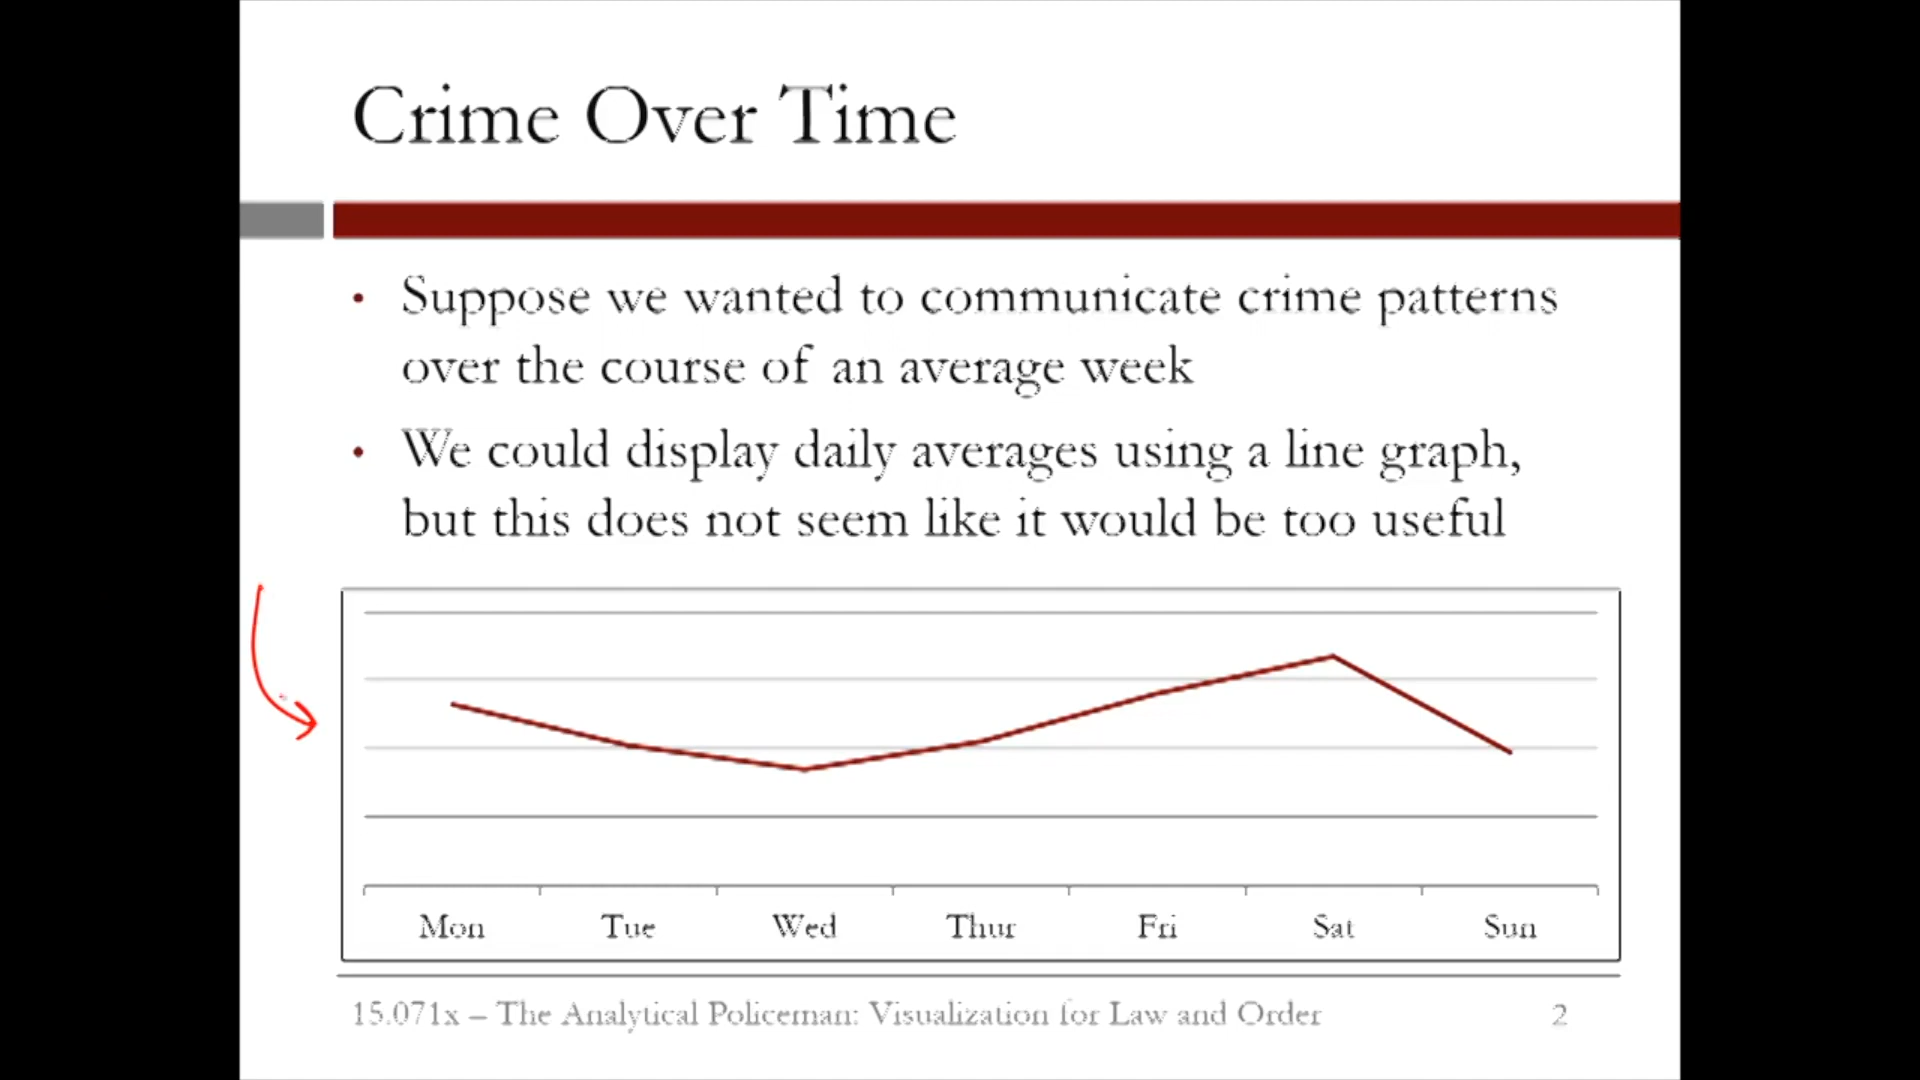 Crime Over Time
• Suppose we wanted to communicate crime patterns
over the course of an average week
• We could display daily averages using a line graph,
but this does not seem like it would be too useful
Mon Tue Wed Thur Fri Sat Sun
15.071x – The Analytical Policeman: Visualization for Law and Order 2